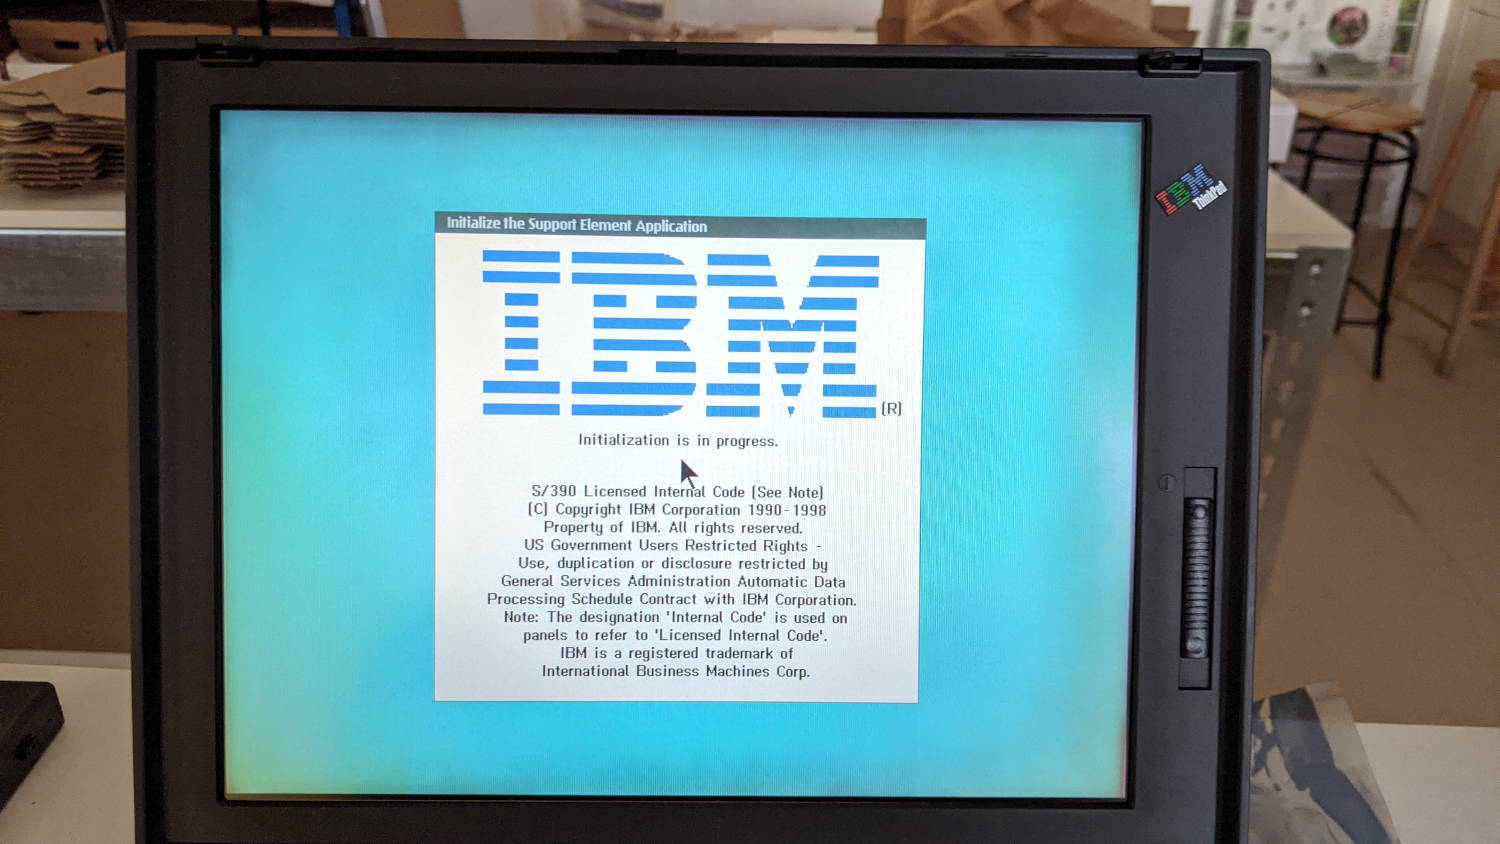 Initialize the Support Element Application
IBM
(R)
Initialization is in progress.
S/390 Licensed Internal Code (See Note)
(C) Copyright IBM Corporation 1990-1998
Property of IBM. All rights reserved.
US Government Users Restricted Rights -
Use, duplication or disclosure restricted by
General Services Administration Automatic Data
Processing Schedule Contract with IBM Corporation.
Note: The designation 'Internal Code' is used on
panels to refer to 'Licensed Internal Code'.
IBM is a registered trademark of
International Business Machines Corp.
IBM
ThinkPad